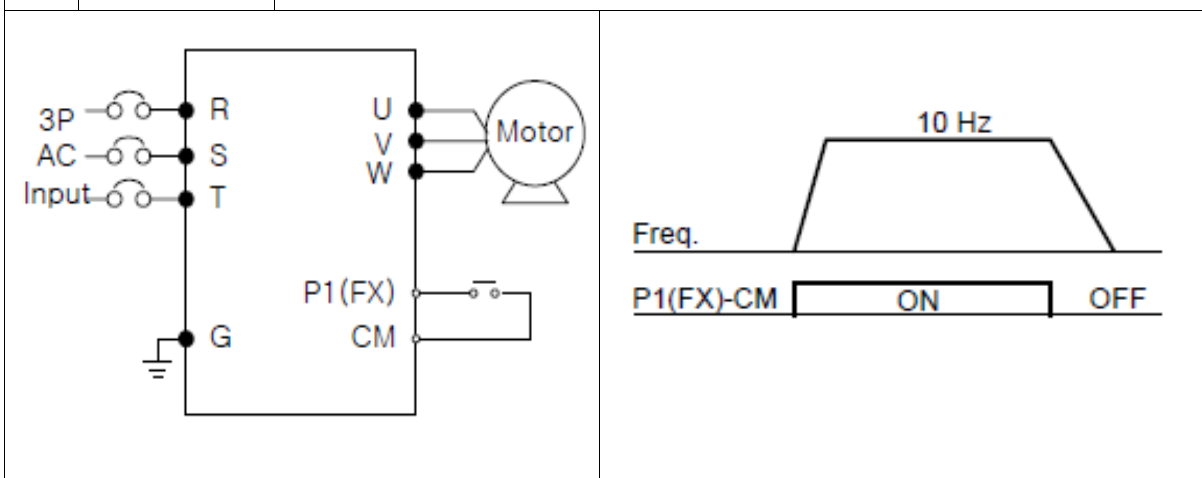 3P
AC
Input
R
S
T
G
U
V
W
Motor
P1(FX)
CM
10 Hz
Freq.
P1(FX)-CM ON OFF